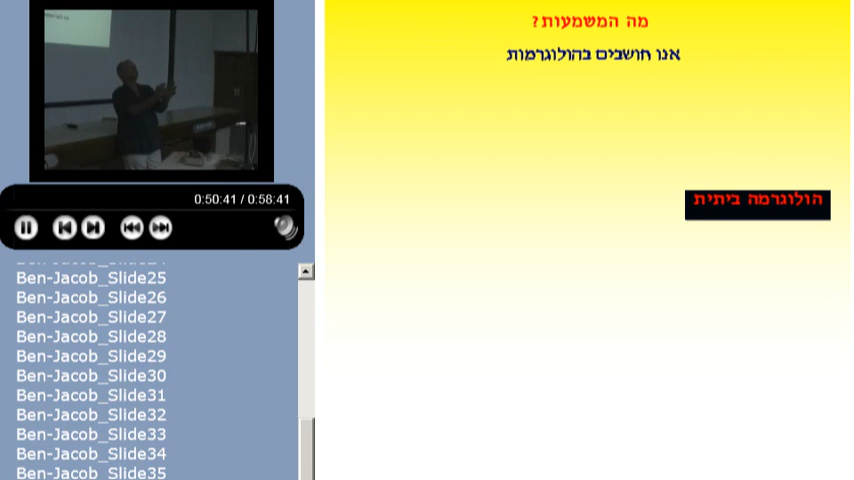 מה המשמעות?
אנו חושבים בהולוגרמות
הולוגרמה ביתית
0:50:41 / 0:58:41
Ben-Jacob_Slide25
Ben-Jacob_Slide26
Ben-Jacob_Slide27
Ben-Jacob_Slide28
Ben-Jacob_Slide29
Ben-Jacob_Slide30
Ben-Jacob_Slide31
Ben-Jacob_Slide32
Ben-Jacob_Slide33
Ben-Jacob_Slide34
Ben-Jacob_Slide35